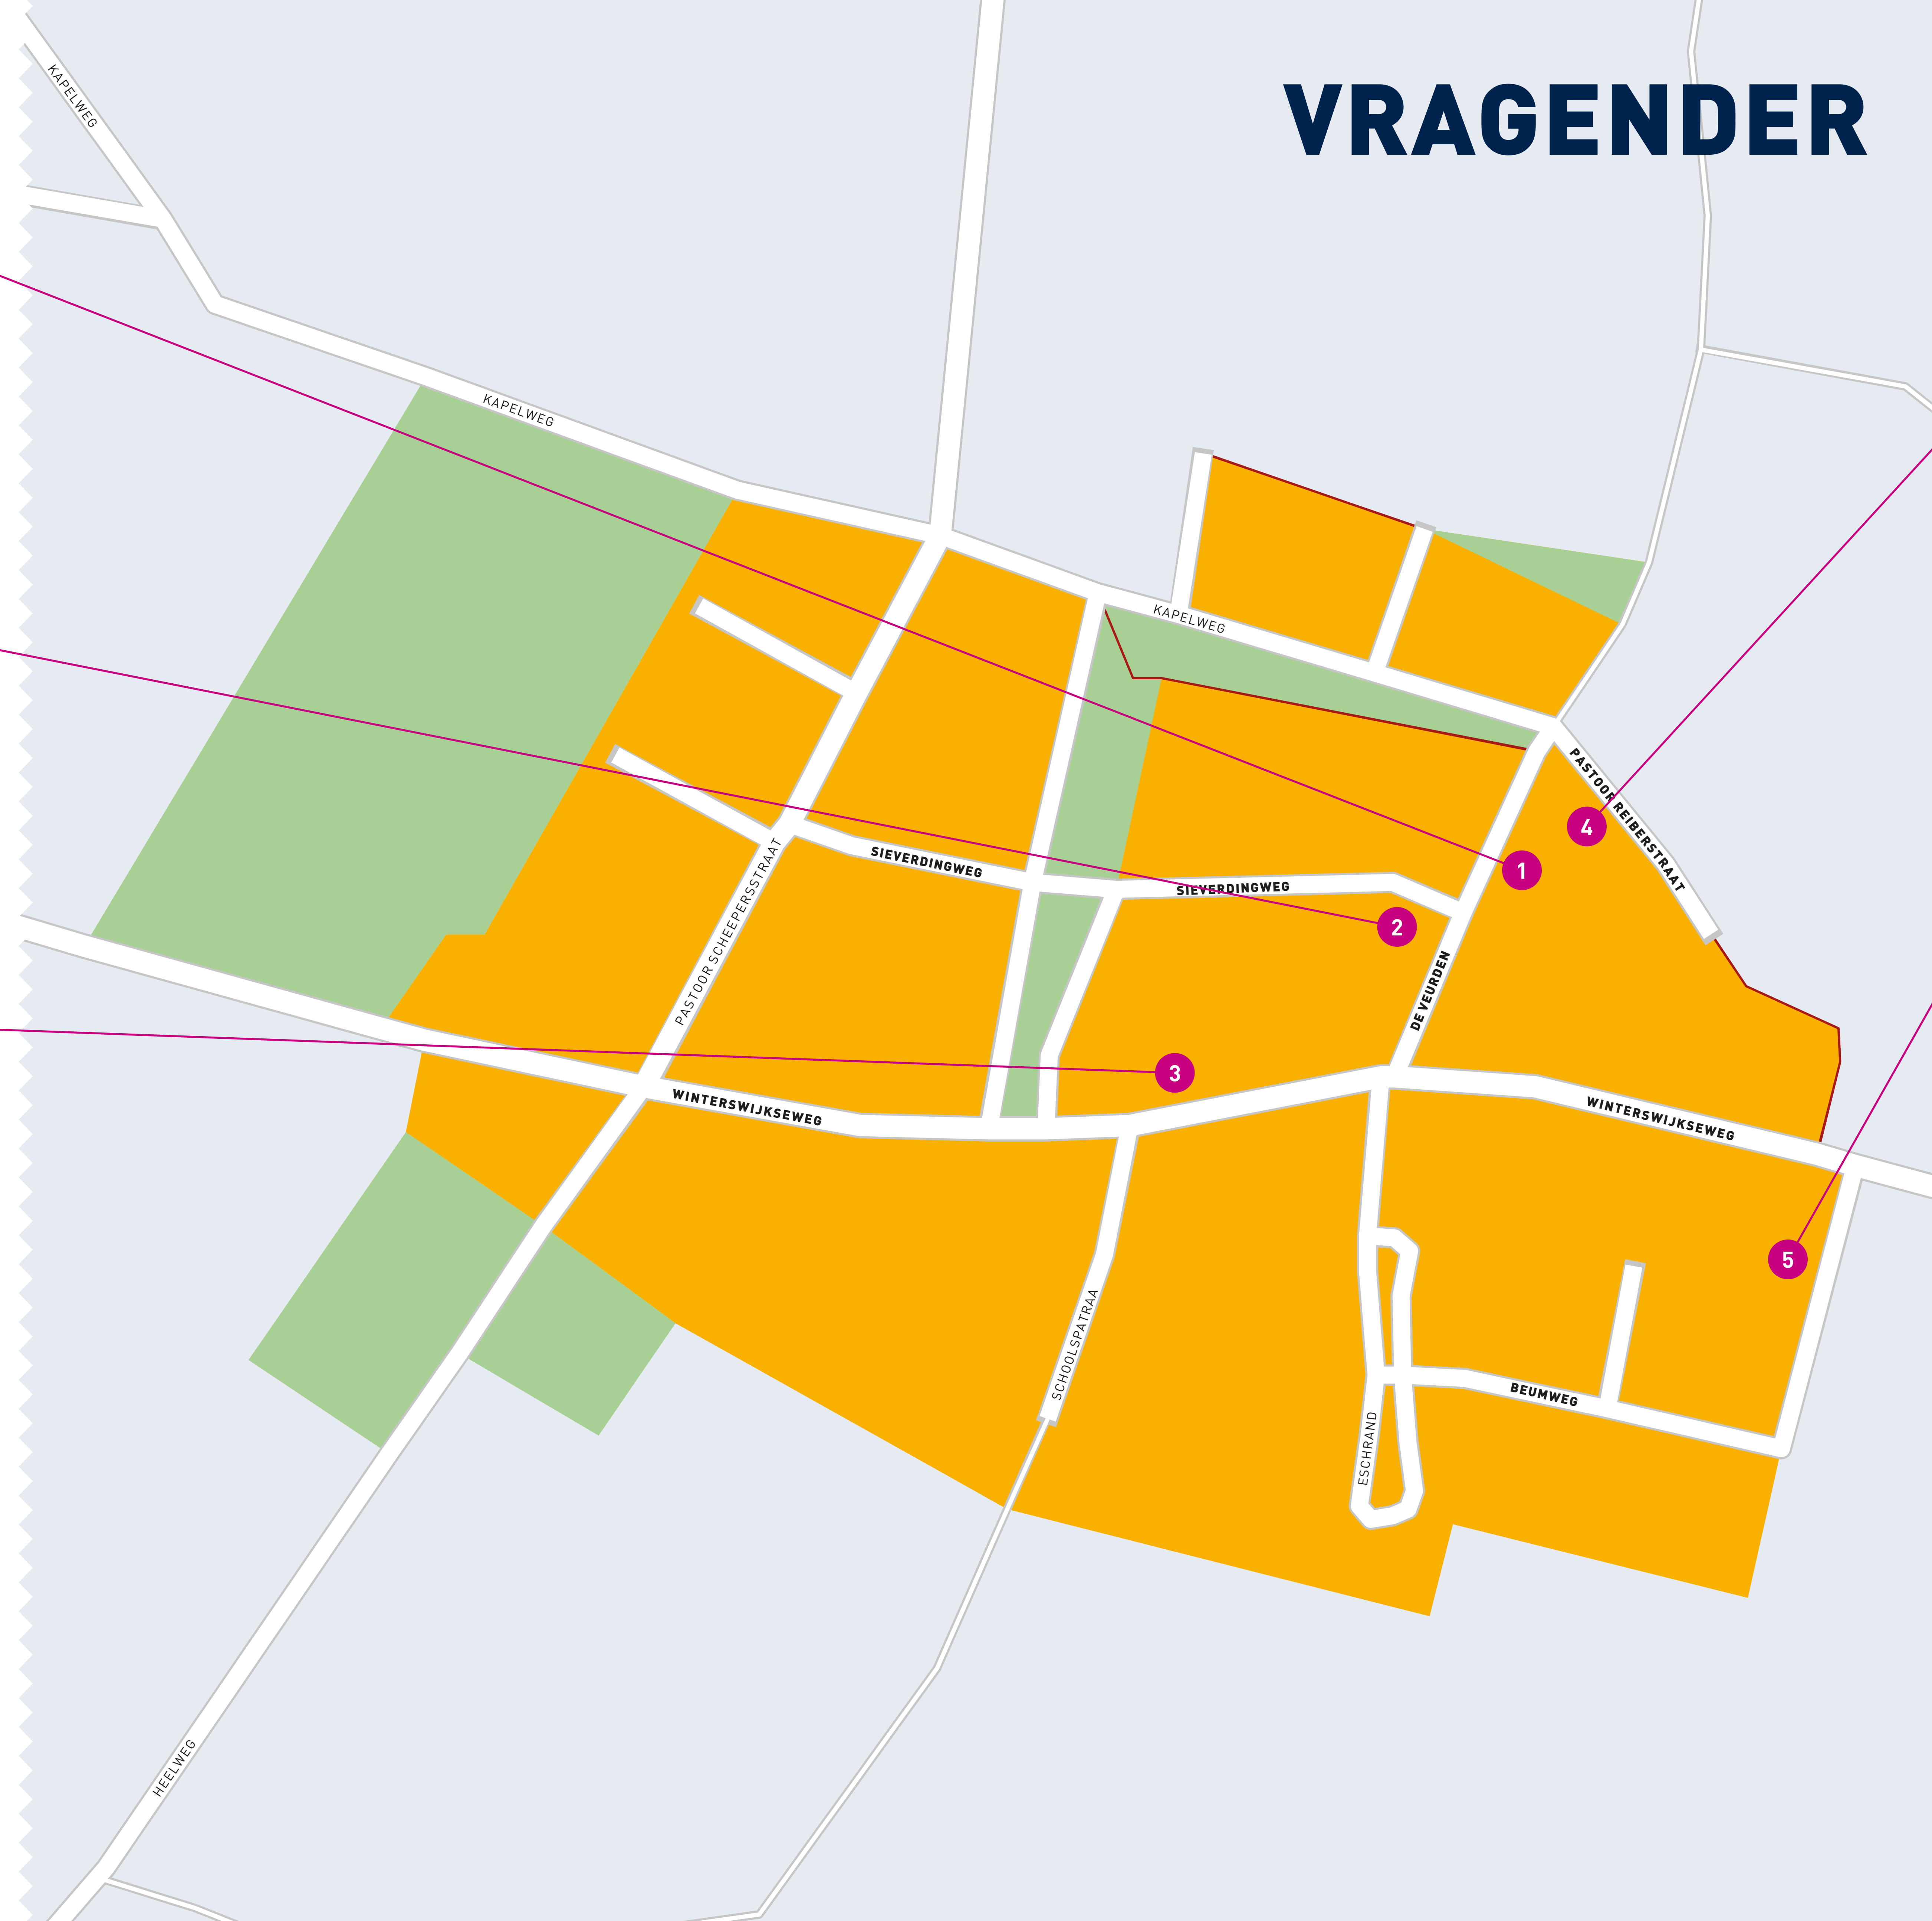 VRAGENDER
KAPELWEG
KAPELWEG
KAPELWEG
PASTOOR REIBERSTRAAT
4
1
SIEVERDINGWEG
SIEVERDINGWEG
2
PASTOOR SCHEEPERSSTRAAT
DE VEURDEN
3
WINTERSWIJKSEWEG
WINTERSWIJKSEWEG
5
SCHOOLSPATRAA
BEUMWEG
ESCHRAND
HEELWEG